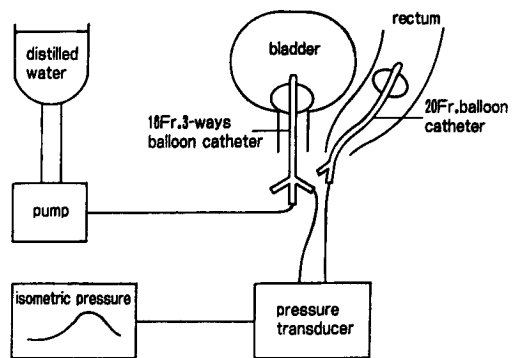 distilled
water
bladder
rectum
16Fr.3-ways
balloon catheter
20Fr.balloon
catheter
pump
isometric pressure
pressure
transducer